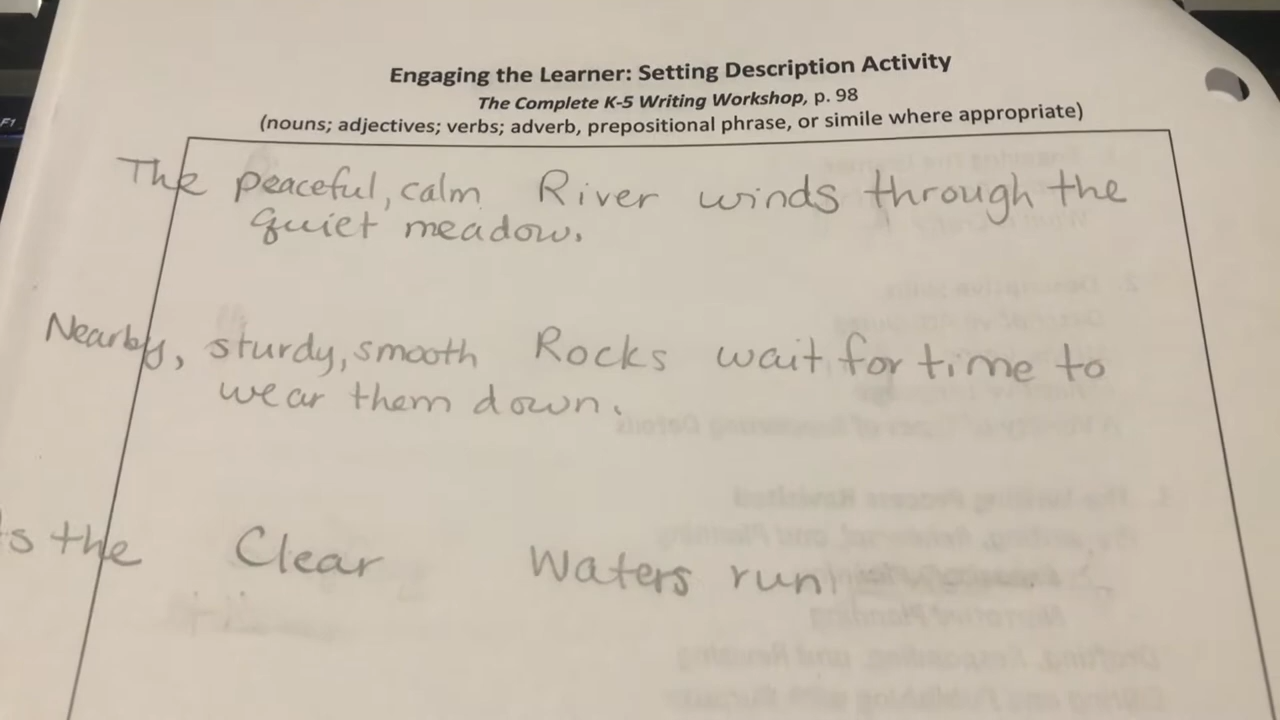 Engaging the Learner: Setting Description Activity
The Complete K-5 Writing Workshop, p. 98
(nouns; adjectives; verbs; adverb, prepositional phrase, or simile where appropriate)
The peaceful, calm River winds through the
quiet meadow.
Nearby, sturdy, smooth Rocks wait for time to
wear them down.
s the Clear Waters run
F1